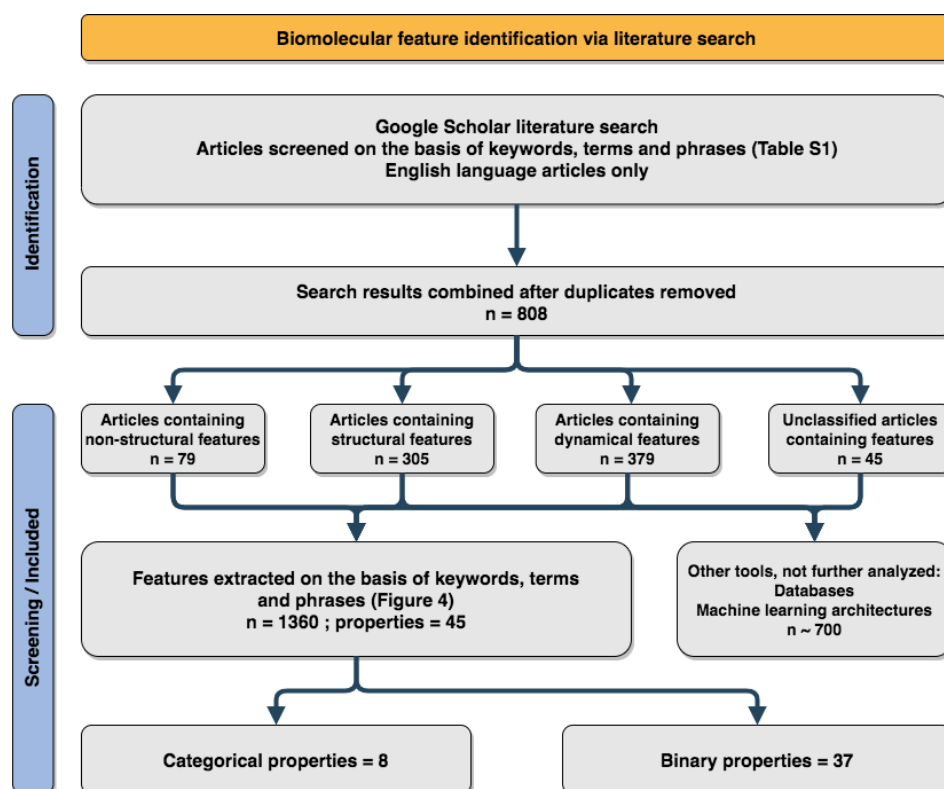 Biomolecular feature identification via literature search
Identification
Google Scholar literature search
Articles screened on the basis of keywords, terms and phrases (Table S1)
English language articles only
Search results combined after duplicates removed
n = 808
Screening / Included
Articles containing
non-structural features
n = 79
Articles containing
structural features
n = 305
Articles containing
dynamical features
n = 379
Unclassified articles
containing features
n = 45
Features extracted on the basis of keywords, terms
and phrases (Figure 4)
n = 1360 ; properties = 45
Other tools, not further analyzed:
Databases
Machine learning architectures
n ~ 700
Categorical properties = 8
Binary properties = 37